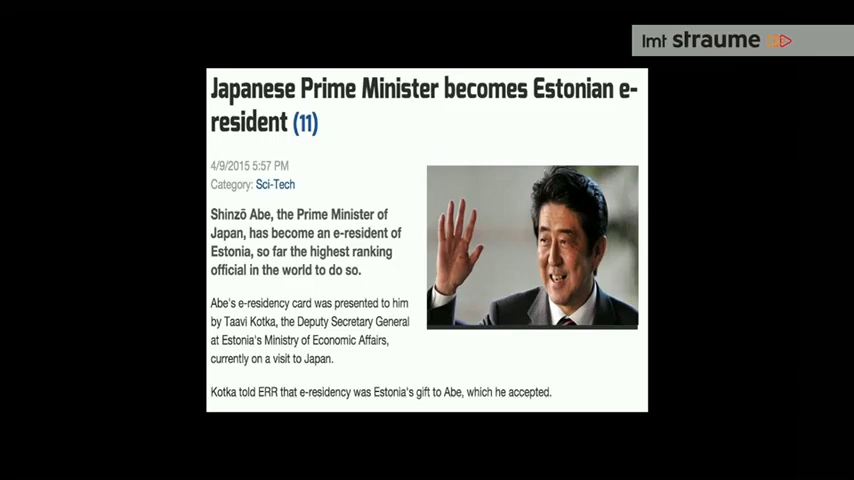 lmt straume
Japanese Prime Minister becomes Estonian e-
resident (11)
4/9/2015 5:57 PM
Category: Sci-Tech
Shinzō Abe, the Prime Minister of
Japan, has become an e-resident of
Estonia, so far the highest ranking
official in the world to do so.
Abe's e-residency card was presented to him
by Taavi Kotka, the Deputy Secretary General
at Estonia's Ministry of Economic Affairs,
currently on a visit to Japan.
Kotka told ERR that e-residency was Estonia's gift to Abe, which he accepted.